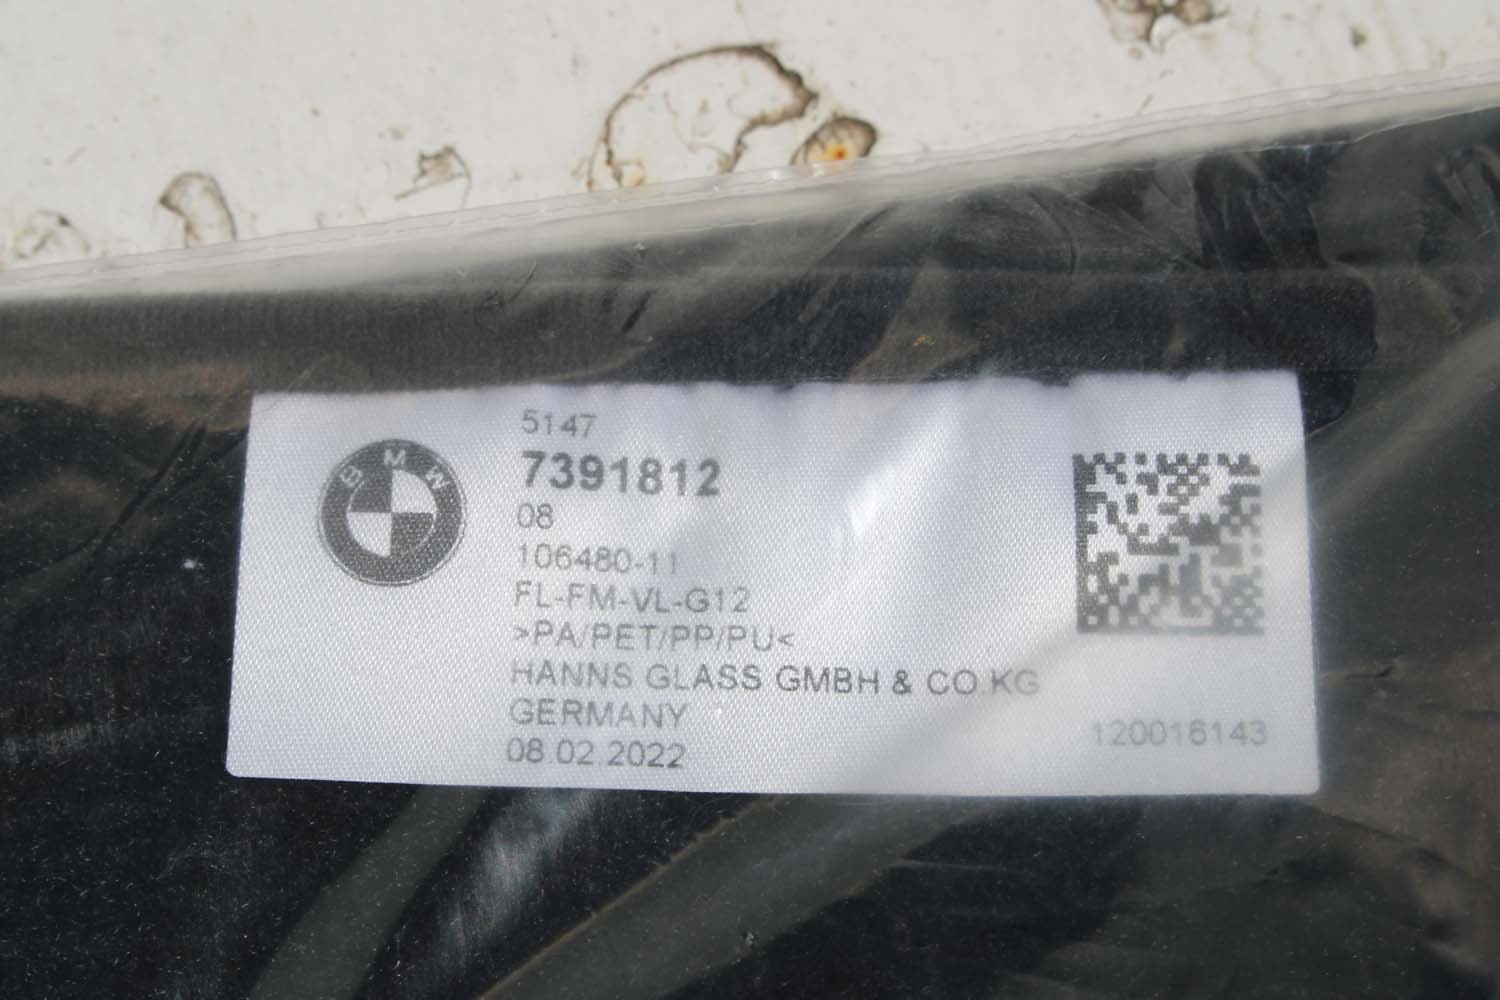 BMW
5147
7391812
08
106480-11
FL-FM-VL-G12
>PA/PET/PP/PU<
HANNS GLASS GMBH & CO.KG
GERMANY
08.02.2022
120016143